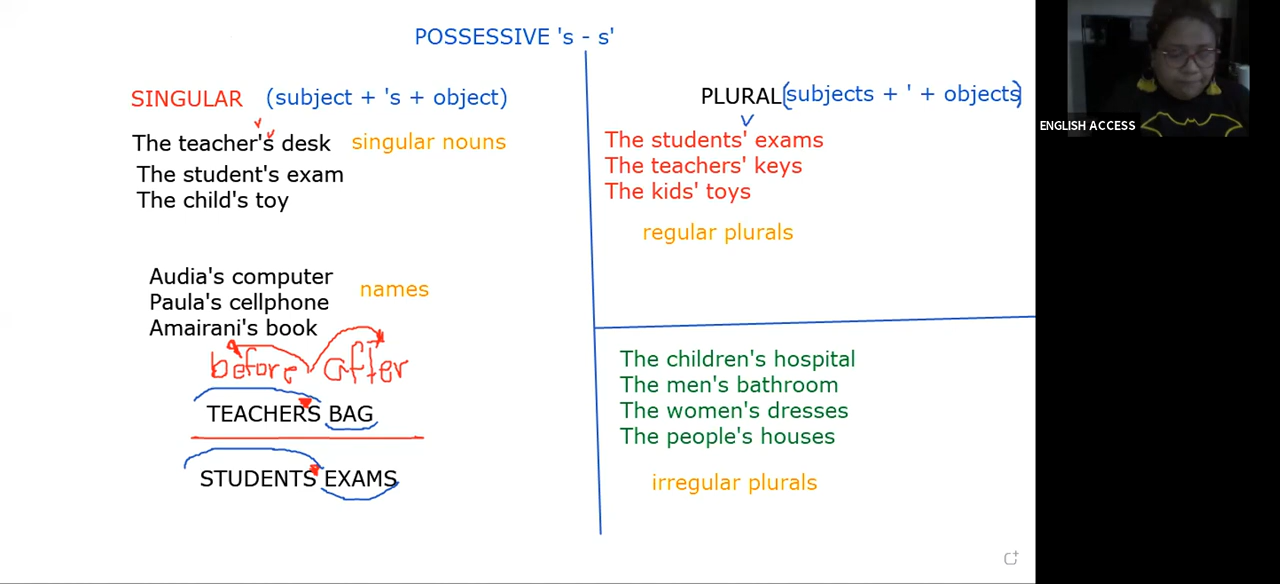 POSSESSIVE 's - s'
SINGULAR (subject + 's + object)
The teacher's desk singular nouns
The student's exam
The child's toy
Audia's computer
Paula's cellphone names
Amairani's book
before after
TEACHERS BAG
STUDENTS EXAMS
PLURAL (subjects + ' + objects)
The students' exams
The teachers' keys
The kids' toys
regular plurals
The children's hospital
The men's bathroom
The women's dresses
The people's houses
irregular plurals
ENGLISH ACCESS